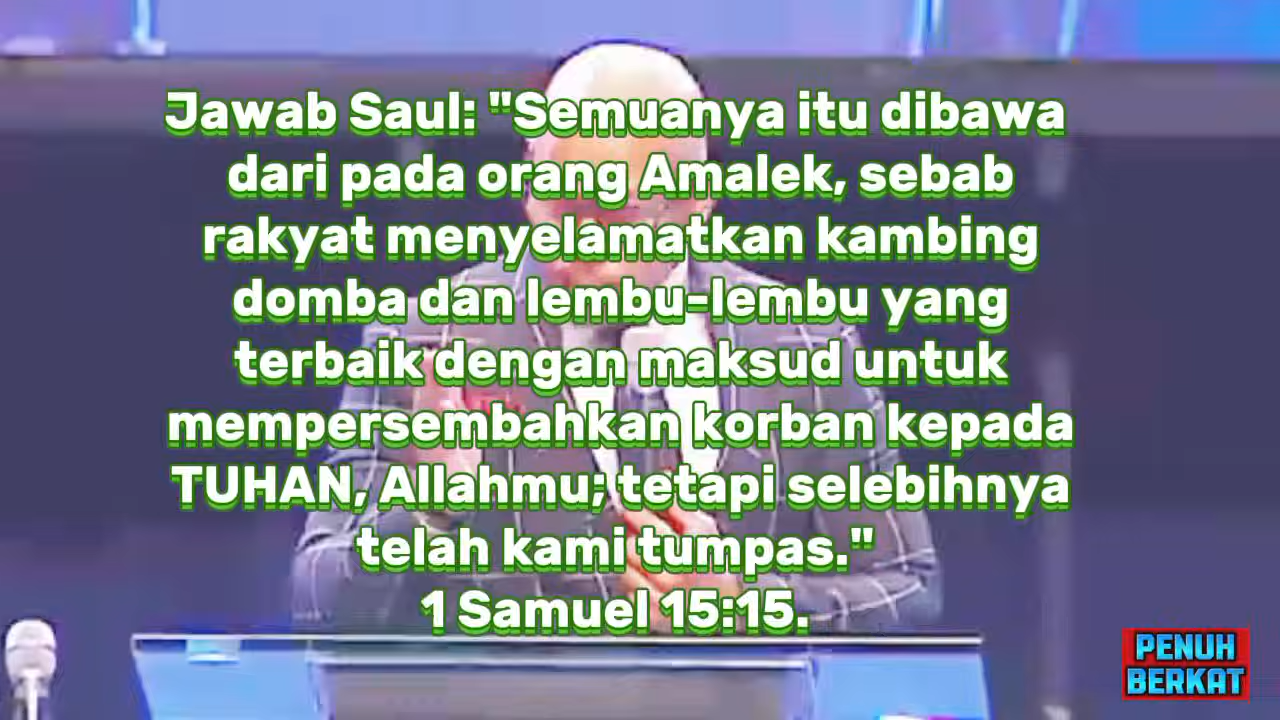 Jawab Saul: "Semuanya itu dibawa
dari pada orang Amalek, sebab
rakyat menyelamatkan kambing
domba dan lembu-lembu yang
terbaik dengan maksud untuk
mempersembahkan korban kepada
TUHAN, Allahmu; tetapi selebihnya
telah kami tumpas."
1 Samuel 15:15.
PENUH
BERKAT